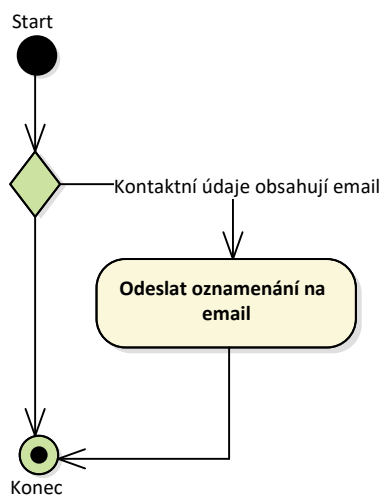 Start
Kontaktní údaje obsahují email
Odeslat oznamenání na
email
Konec